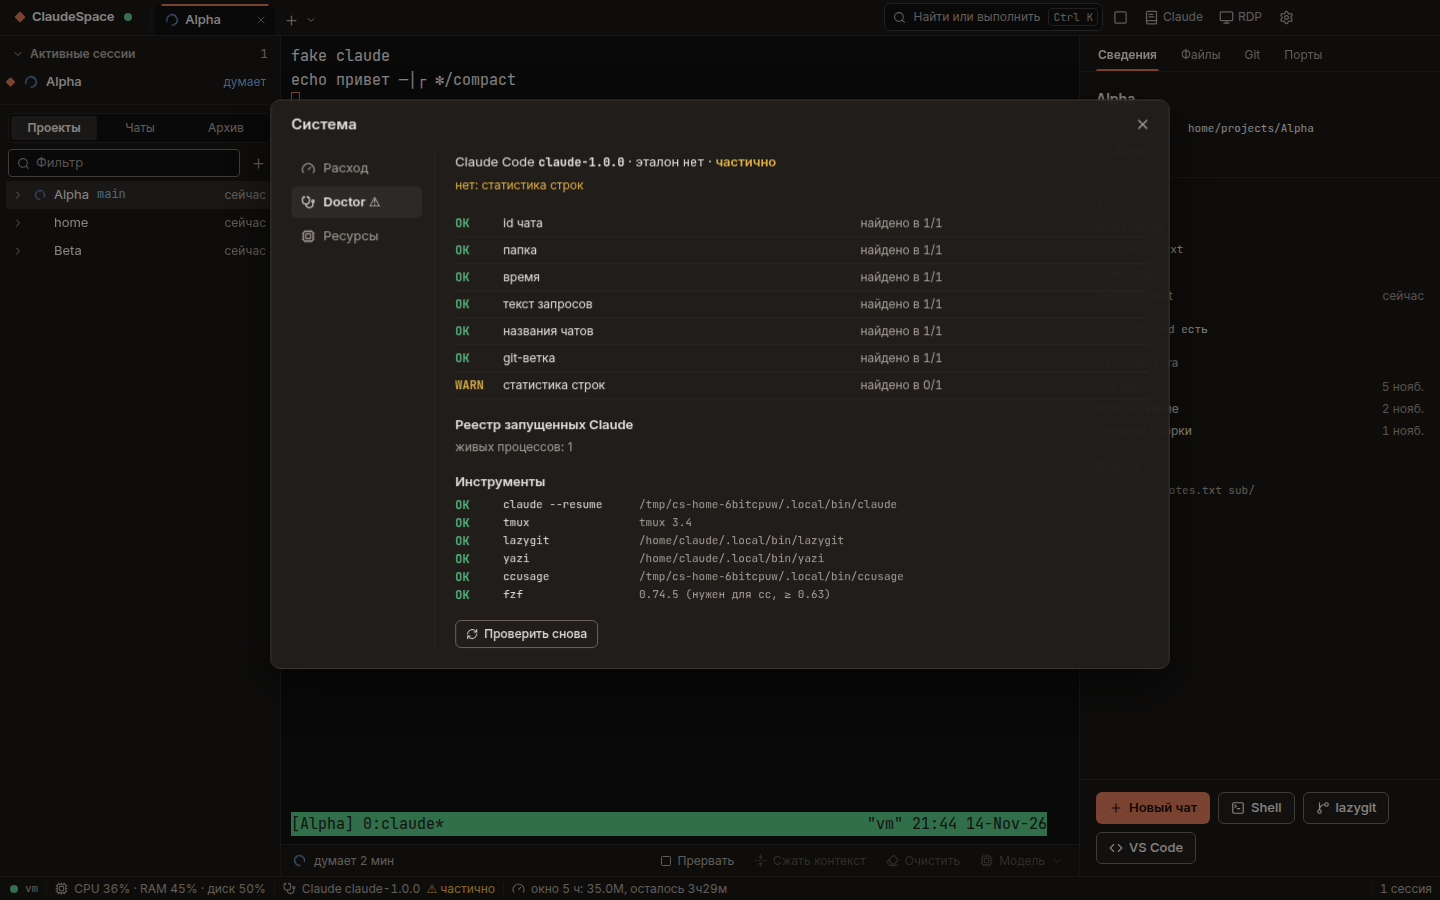 ClaudeSpace
Alpha
Найти или выполнить Ctrl K
Claude
RDP
Активные сессии 1
Alpha думает
Проекты Чаты Архив
Фильтр
Alpha main сейчас
home сейчас
Beta сейчас
fake claude
echo привет —│┌ ✻/compact
Система
Расход
Doctor ⚠
Ресурсы
Claude Code claude-1.0.0 · эталон нет · частично
нет: статистика строк
OK id чата найдено в 1/1
OK папка найдено в 1/1
OK время найдено в 1/1
OK текст запросов найдено в 1/1
OK названия чатов найдено в 1/1
OK git-ветка найдено в 1/1
WARN статистика строк найдено в 0/1
Реестр запущенных Claude
живых процессов: 1
Инструменты
OK claude --resume /tmp/cs-home-6bitcpuw/.local/bin/claude
OK tmux tmux 3.4
OK lazygit /home/claude/.local/bin/lazygit
OK yazi /home/claude/.local/bin/yazi
OK ccusage /tmp/cs-home-6bitcpuw/.local/bin/ccusage
OK fzf 0.74.5 (нужен для cc, ≥ 0.63)
Проверить снова
Сведения Файлы Git Порты
Alpha
home/projects/Alpha
сейчас
есть
5 нояб.
2 нояб.
1 нояб.
otes.txt sub/
Новый чат
Shell
lazygit
VS Code
[Alpha] 0:claude* "vm" 21:44 14-Nov-26
думает 2 мин
Прервать
Сжать контекст
Очистить
Модель
vm
CPU 36% · RAM 45% · диск 50%
Claude claude-1.0.0 ⚠ частично
окно 5 ч: 35.0M, осталось 3ч29м
1 сессия